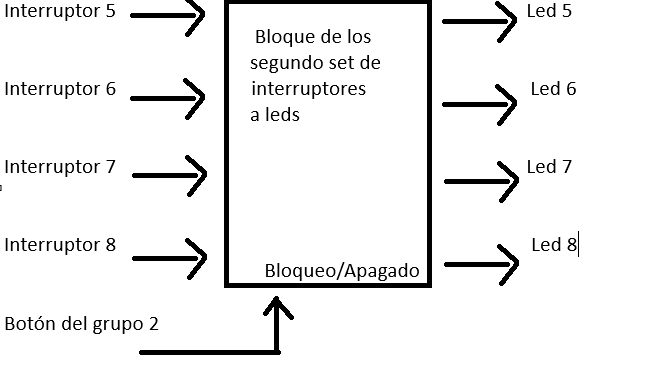 Interruptor 5
Led 5
Bloque de los
segundo set de
interruptores
a leds
Interruptor 6
Led 6
Interruptor 7
Led 7
Interruptor 8
Led 8
Bloqueo/Apagado
Botón del grupo 2